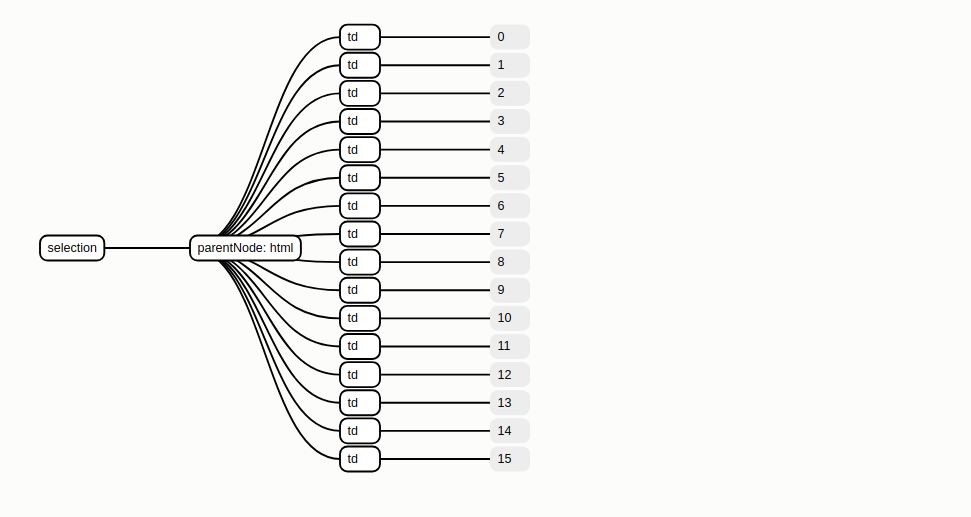 selection
parentNode: html
td 0
td 1
td 2
td 3
td 4
td 5
td 6
td 7
td 8
td 9
td 10
td 11
td 12
td 13
td 14
td 15